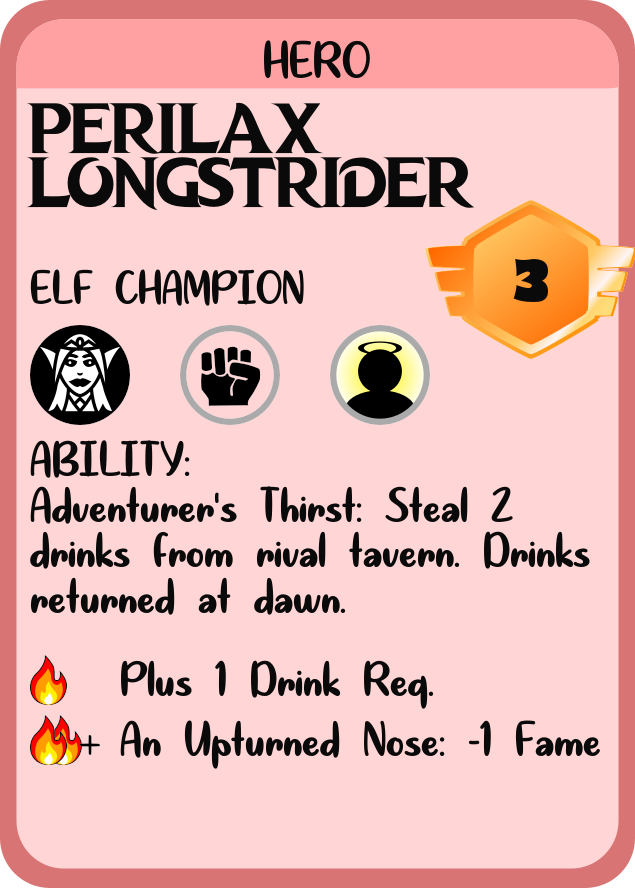 HERO
PERILAX
LONGSTRIDER
3
ELF CHAMPION
ABILITY:
Adventurer's Thirst: Steal 2
drinks from rival tavern. Drinks
returned at dawn.
Plus 1 Drink Req.
+ An Upturned Nose: -1 Fame